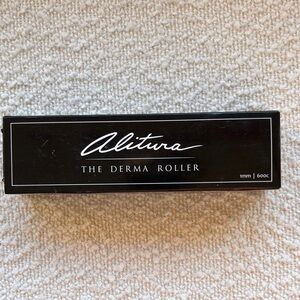 Alitura
THE DERMA ROLLER
1mm | 600c